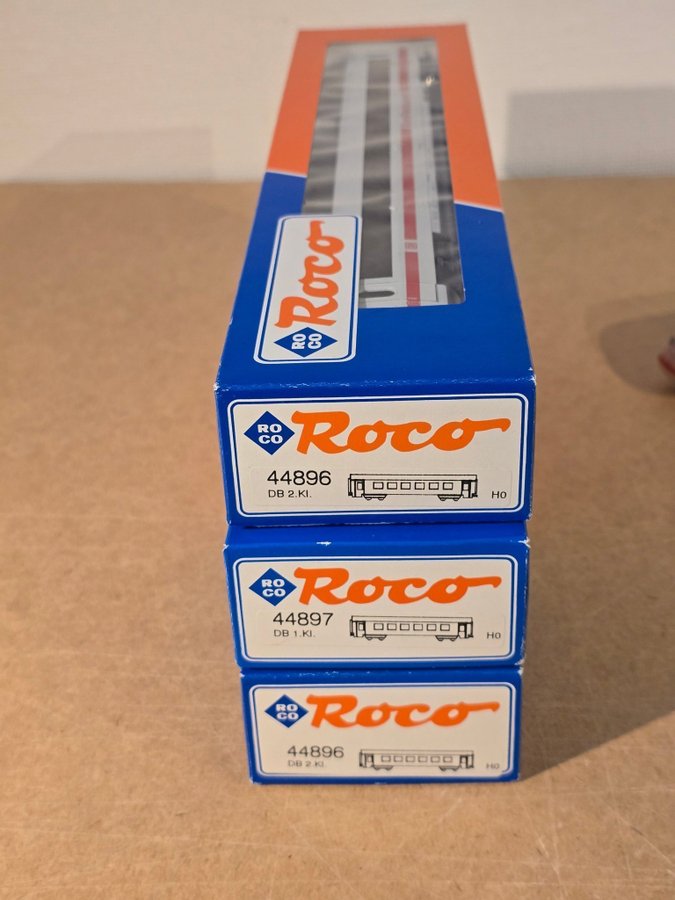 Roco
RO
CO
RO
CO
Roco
44896
DB 2.Kl.
H0
RO
CO
Roco
44897
DB 1.Kl.
H0
RO
CO
Roco
44896
DB 2.Kl.
H0